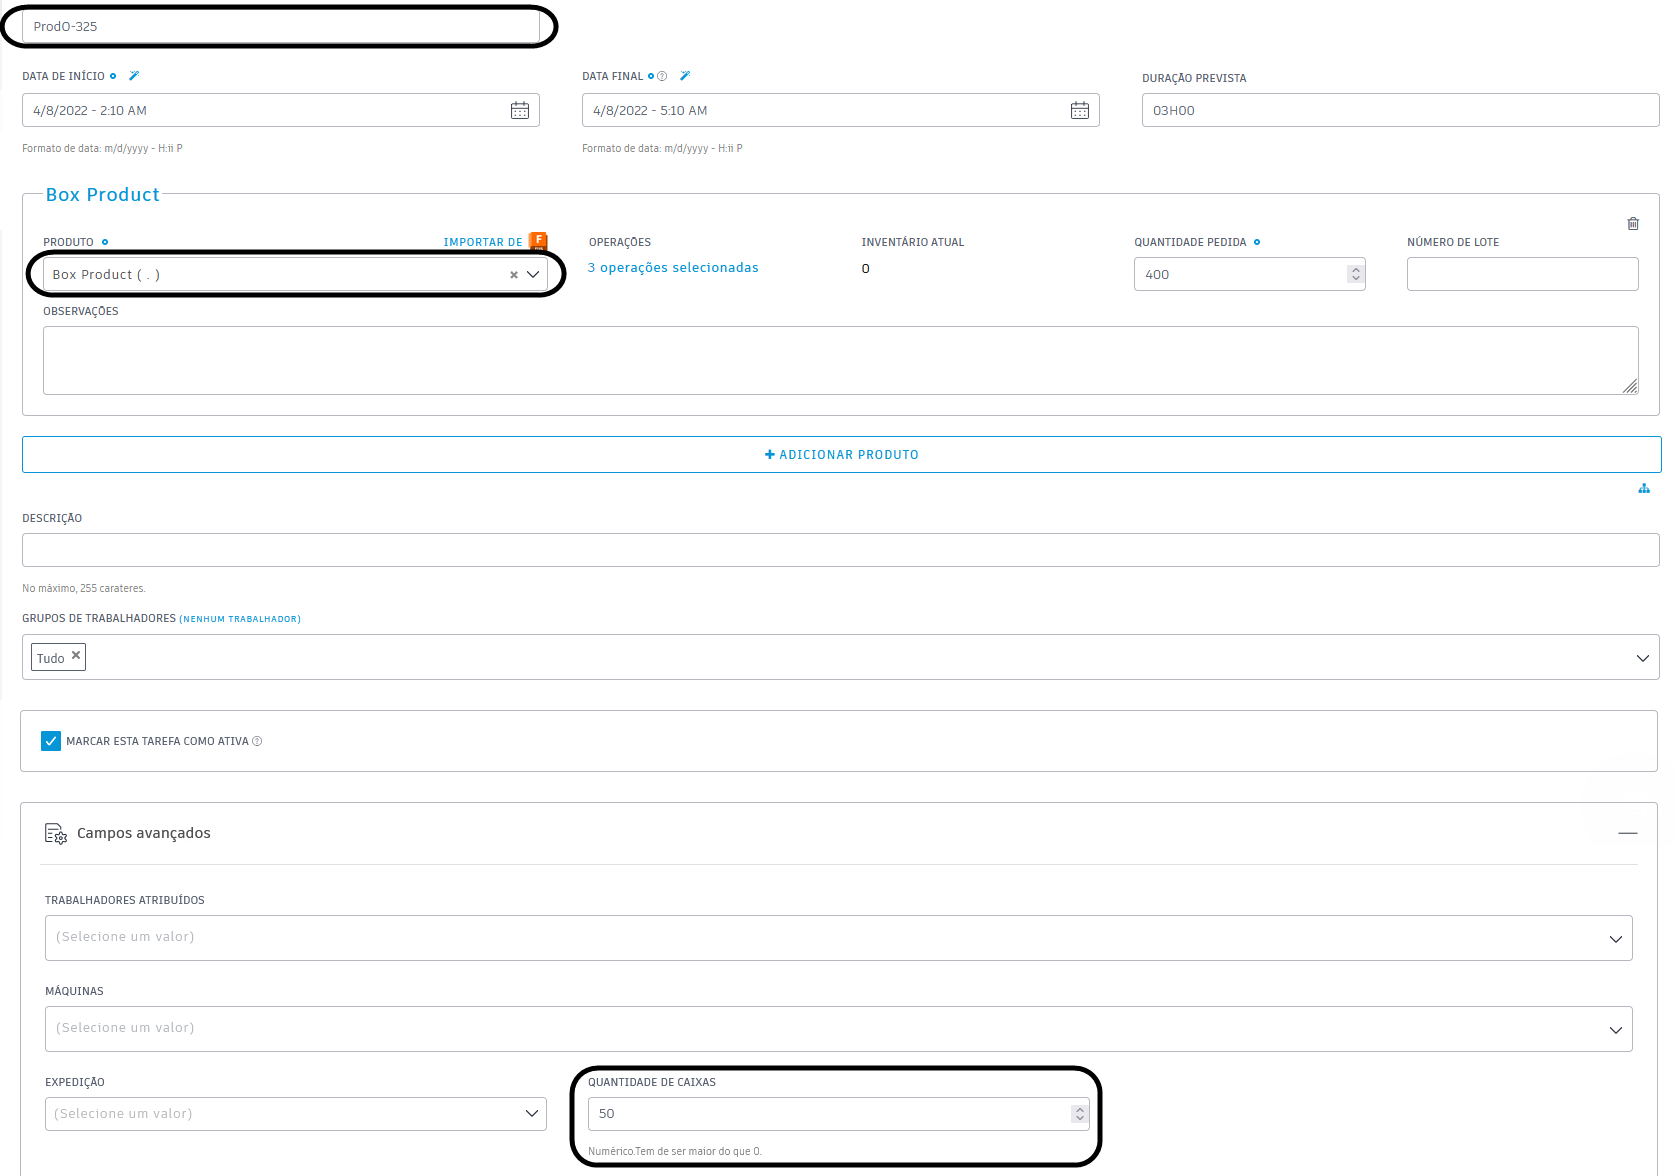 ProdO-325
DATA DE INÍCIO
DATA FINAL
DURAÇÃO PREVISTA
4/8/2022 - 2:10 AM
4/8/2022 - 5:10 AM
03H00
Formato de data: m/d/yyyy - H:ii P
Formato de data: m/d/yyyy - H:ii P
Box Product
PRODUTO
IMPORTAR DE
F
OPERAÇÕES
INVENTÁRIO ATUAL
QUANTIDADE PEDIDA
NÚMERO DE LOTE
Box Product ( . )
3 operações selecionadas
0
400
OBSERVAÇÕES
+ ADICIONAR PRODUTO
DESCRIÇÃO
No máximo, 255 carateres.
GRUPOS DE TRABALHADORES (NENHUM TRABALHADOR)
Tudo
MARCAR ESTA TAREFA COMO ATIVA
Campos avançados
TRABALHADORES ATRIBUÍDOS
(Selecione um valor)
MÁQUINAS
(Selecione um valor)
EXPEDIÇÃO
QUANTIDADE DE CAIXAS
(Selecione um valor)
50
Numérico.Tem de ser maior do que 0.